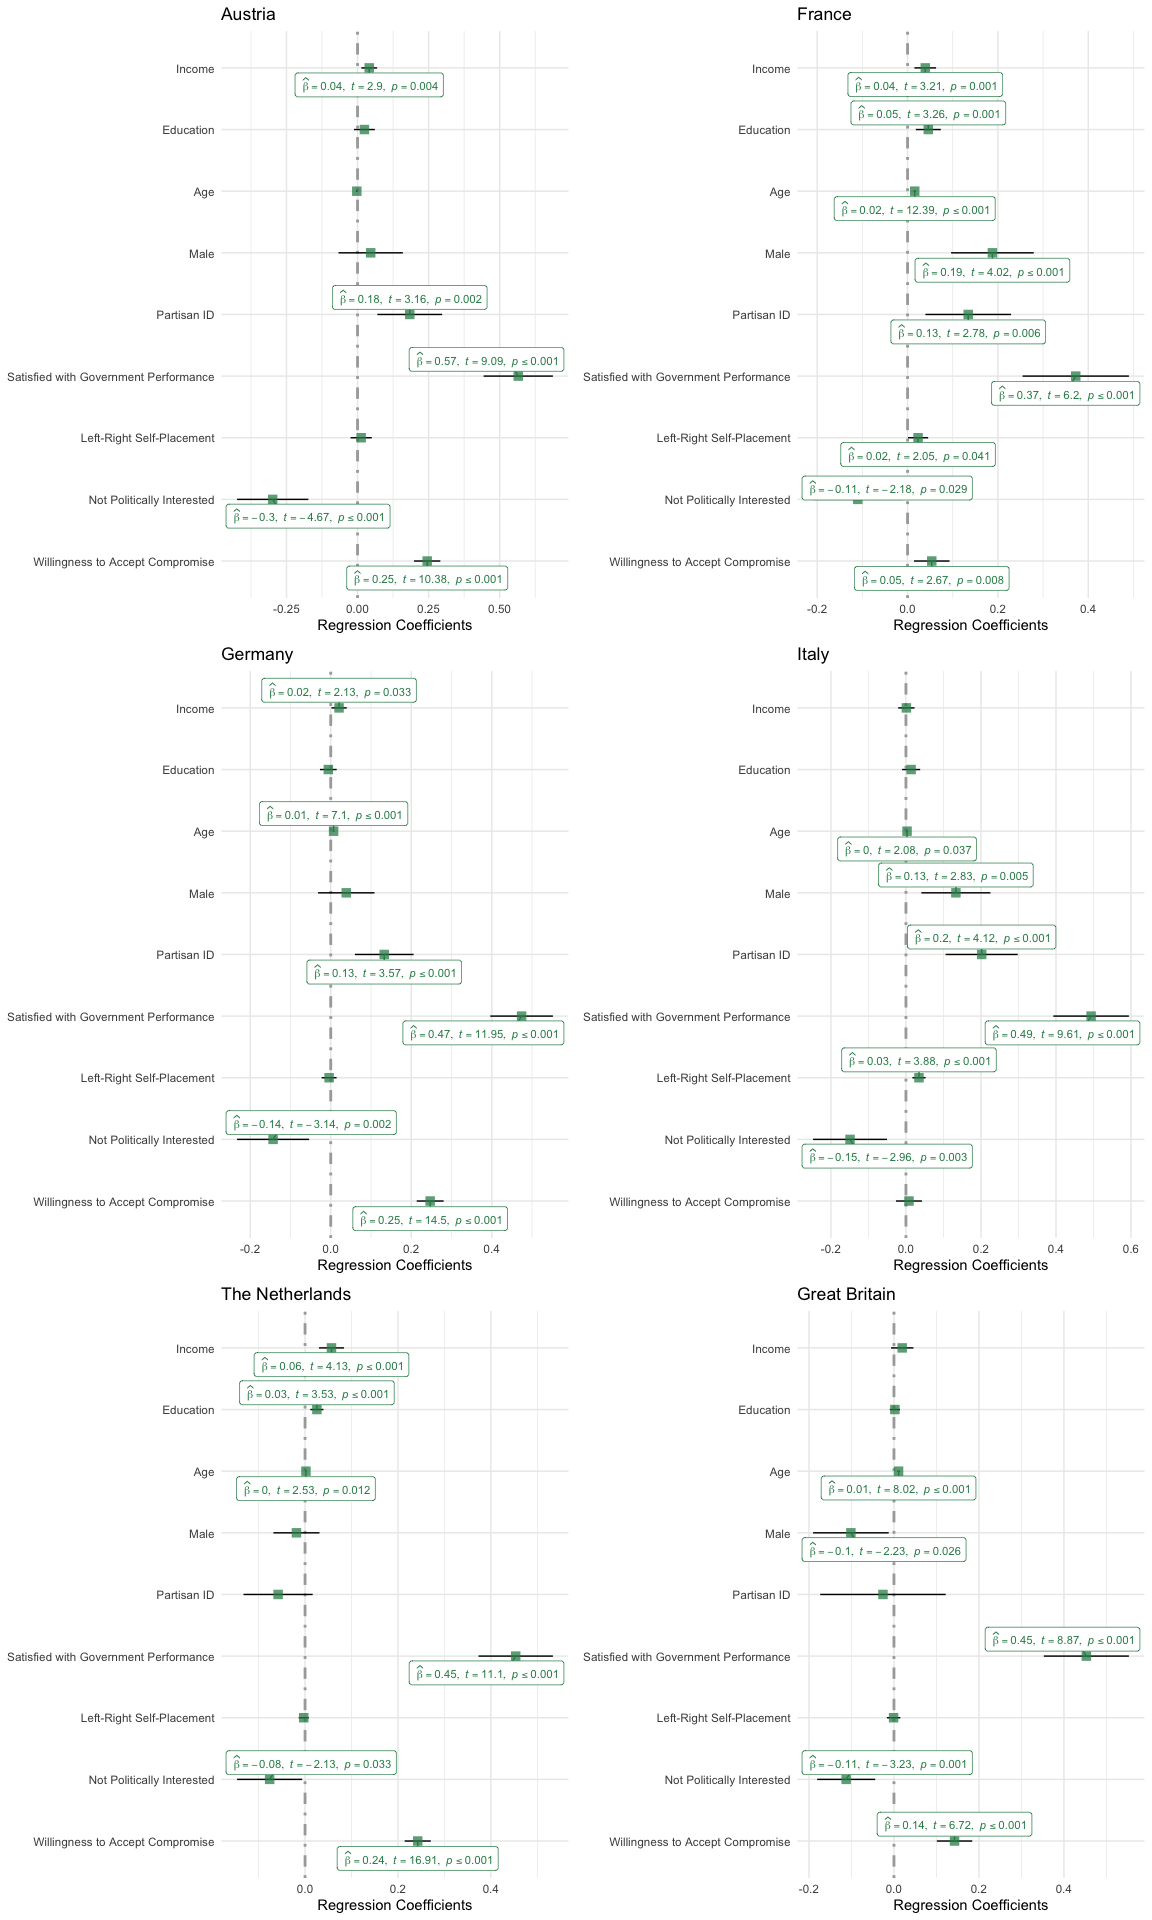 Austria
Income
β̂ = 0.04, t = 2.9, p = 0.004
Education
Age
Male
β̂ = 0.18, t = 3.16, p = 0.002
Partisan ID
β̂ = 0.57, t = 9.09, p ≤ 0.001
Satisfied with Government Performance
Left-Right Self-Placement
Not Politically Interested
β̂ = −0.3, t = −4.67, p ≤ 0.001
Willingness to Accept Compromise
β̂ = 0.25, t = 10.38, p ≤ 0.001
-0.25 0.00 0.25 0.50
Regression Coefficients
France
Income
β̂ = 0.04, t = 3.21, p = 0.001
β̂ = 0.05, t = 3.26, p = 0.001
Education
Age
β̂ = 0.02, t = 12.39, p ≤ 0.001
Male
β̂ = 0.19, t = 4.02, p ≤ 0.001
Partisan ID
β̂ = 0.13, t = 2.78, p = 0.006
Satisfied with Government Performance
β̂ = 0.37, t = 6.2, p ≤ 0.001
Left-Right Self-Placement
β̂ = 0.02, t = 2.05, p = 0.041
β̂ = −0.11, t = −2.18, p = 0.029
Not Politically Interested
Willingness to Accept Compromise
β̂ = 0.05, t = 2.67, p = 0.008
-0.2 0.0 0.2 0.4
Regression Coefficients
Germany
β̂ = 0.02, t = 2.13, p = 0.033
Income
Education
β̂ = 0.01, t = 7.1, p ≤ 0.001
Age
Male
Partisan ID
β̂ = 0.13, t = 3.57, p ≤ 0.001
Satisfied with Government Performance
β̂ = 0.47, t = 11.95, p ≤ 0.001
Left-Right Self-Placement
β̂ = −0.14, t = −3.14, p = 0.002
Not Politically Interested
Willingness to Accept Compromise
β̂ = 0.25, t = 14.5, p ≤ 0.001
-0.2 0.0 0.2 0.4
Regression Coefficients
Italy
Income
Education
Age
β̂ = 0, t = 2.08, p = 0.037
β̂ = 0.13, t = 2.83, p = 0.005
Male
β̂ = 0.2, t = 4.12, p ≤ 0.001
Partisan ID
Satisfied with Government Performance
β̂ = 0.49, t = 9.61, p ≤ 0.001
β̂ = 0.03, t = 3.88, p ≤ 0.001
Left-Right Self-Placement
Not Politically Interested
β̂ = −0.15, t = −2.96, p = 0.003
Willingness to Accept Compromise
-0.2 0.0 0.2 0.4 0.6
Regression Coefficients
The Netherlands
Income
β̂ = 0.06, t = 4.13, p ≤ 0.001
β̂ = 0.03, t = 3.53, p ≤ 0.001
Education
Age
β̂ = 0, t = 2.53, p = 0.012
Male
Partisan ID
Satisfied with Government Performance
β̂ = 0.45, t = 11.1, p ≤ 0.001
Left-Right Self-Placement
β̂ = −0.08, t = −2.13, p = 0.033
Not Politically Interested
Willingness to Accept Compromise
β̂ = 0.24, t = 16.91, p ≤ 0.001
0.0 0.2 0.4
Regression Coefficients
Great Britain
Income
Education
Age
β̂ = 0.01, t = 8.02, p ≤ 0.001
Male
β̂ = −0.1, t = −2.23, p = 0.026
Partisan ID
β̂ = 0.45, t = 8.87, p ≤ 0.001
Satisfied with Government Performance
Left-Right Self-Placement
β̂ = −0.11, t = −3.23, p = 0.001
Not Politically Interested
β̂ = 0.14, t = 6.72, p ≤ 0.001
Willingness to Accept Compromise
-0.2 0.0 0.2 0.4
Regression Coefficients